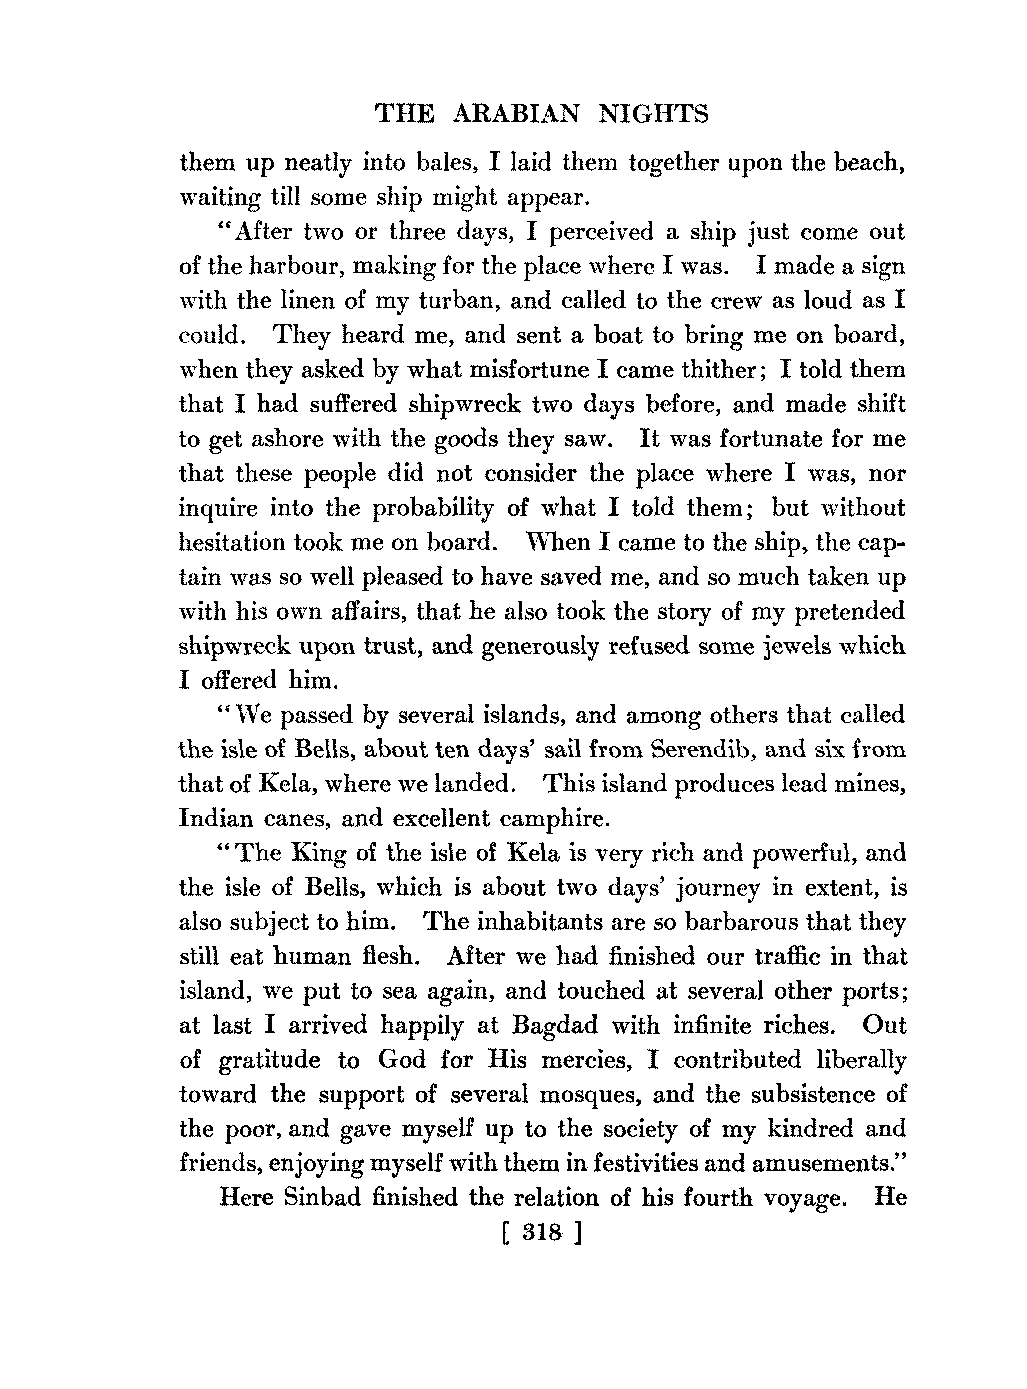 THE ARABIAN NIGHTS
them up neatly into bales, I laid them together upon the beach,
waiting till some ship might appear.
"After two or three days, I perceived a ship just come out
of the harbour, making for the place where I was. I made a sign
with the linen of my turban, and called to the crew as loud as I
could. They heard me, and sent a boat to bring me on board,
when they asked by what misfortune I came thither; I told them
that I had suffered shipwreck two days before, and made shift
to get ashore with the goods they saw. It was fortunate for me
that these people did not consider the place where I was, nor
inquire into the probability of what I told them; but without
hesitation took me on board. When I came to the ship, the cap-
tain was so well pleased to have saved me, and so much taken up
with his own affairs, that he also took the story of my pretended
shipwreck upon trust, and generously refused some jewels which
I offered him.
"We passed by several islands, and among others that called
the isle of Bells, about ten days' sail from Serendib, and six from
that of Kela, where we landed. This island produces lead mines,
Indian canes, and excellent camphire.
"The King of the isle of Kela is very rich and powerful, and
the isle of Bells, which is about two days' journey in extent, is
also subject to him. The inhabitants are so barbarous that they
still eat human flesh. After we had finished our traffic in that
island, we put to sea again, and touched at several other ports;
at last I arrived happily at Bagdad with infinite riches. Out
of gratitude to God for His mercies, I contributed liberally
toward the support of several mosques, and the subsistence of
the poor, and gave myself up to the society of my kindred and
friends, enjoying myself with them in festivities and amusements."
Here Sinbad finished the relation of his fourth voyage. He
[ 318 ]